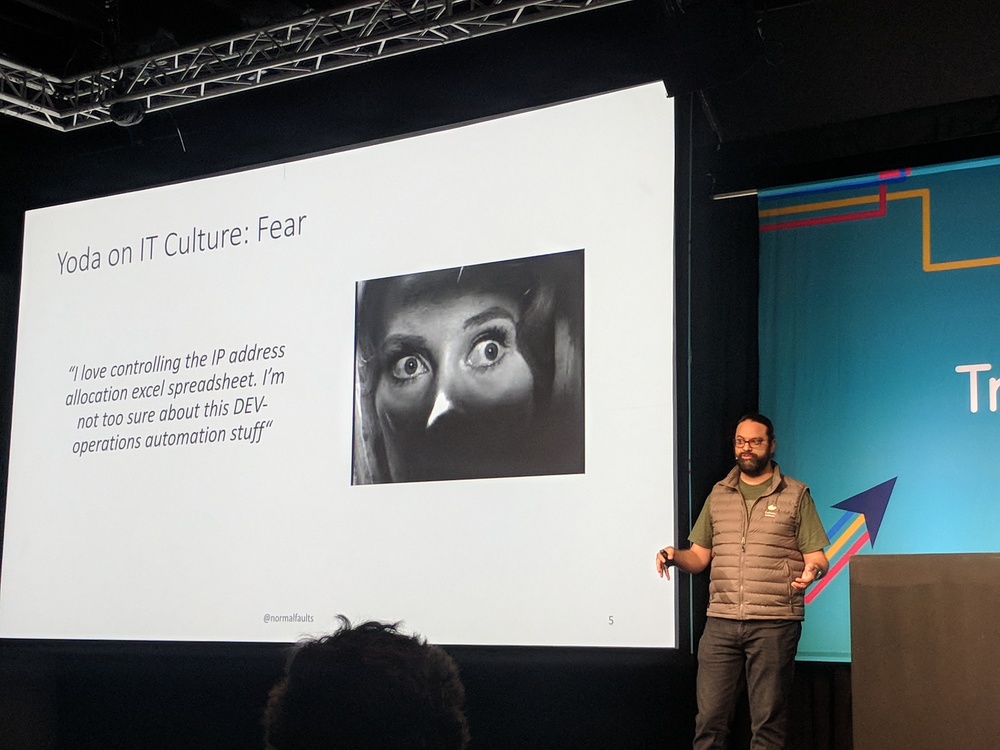 Yoda on IT Culture: Fear
“I love controlling the IP address
allocation excel spreadsheet. I’m
not too sure about this DEV-
operations automation stuff“
@normalfaults
5
Tr